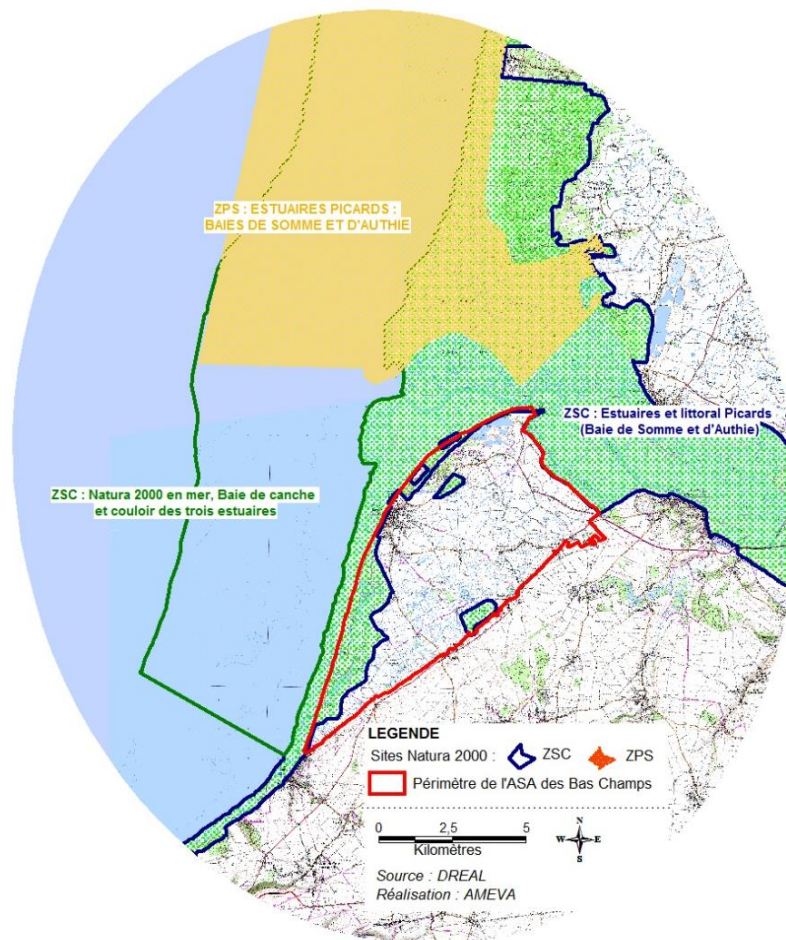 ZPS : ESTUAIRES PICARDS :
BAIES DE SOMME ET D'AUTHIE
ZSC : Estuaires et littoral Picards
(Baie de Somme et d'Authie)
ZSC : Natura 2000 en mer, Baie de canche
et couloir des trois estuaires
LEGENDE
Sites Natura 2000 : ZSC ZPS
Périmètre de l'ASA des Bas Champs
0 2,5 5
Kilomètres
N
W E
S
Source : DREAL
Réalisation : AMEVA